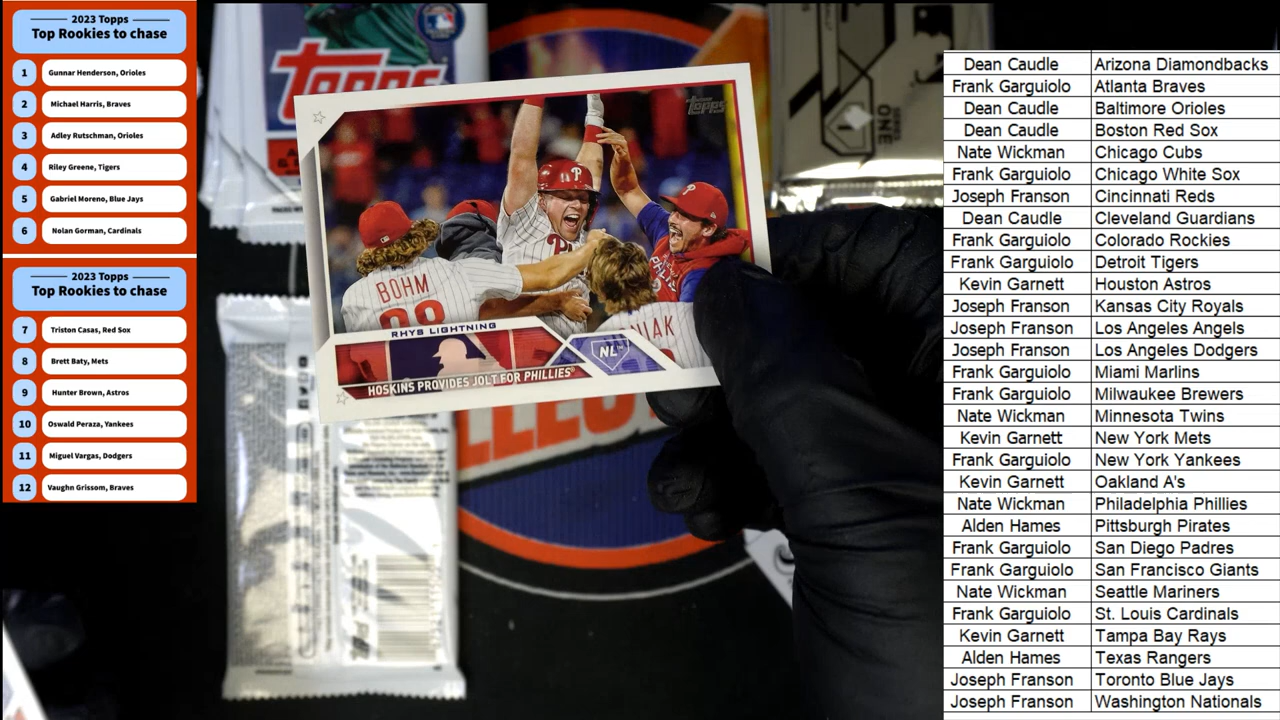 2023 Topps
Top Rookies to chase
1 Gunnar Henderson, Orioles
2 Michael Harris, Braves
3 Adley Rutschman, Orioles
4 Riley Greene, Tigers
5 Gabriel Moreno, Blue Jays
6 Nolan Gorman, Cardinals
2023 Topps
Top Rookies to chase
7 Triston Casas, Red Sox
8 Brett Baty, Mets
9 Hunter Brown, Astros
10 Oswald Peraza, Yankees
11 Miguel Vargas, Dodgers
12 Vaughn Grissom, Braves
Topps
topps
P
BOHM
28
NIAK
RHYS LIGHTNING
NL™
HOSKINS PROVIDES JOLT FOR PHILLIES®
ONE
LLECT
Dean Caudle Arizona Diamondbacks
Frank Garguiolo Atlanta Braves
Dean Caudle Baltimore Orioles
Dean Caudle Boston Red Sox
Nate Wickman Chicago Cubs
Frank Garguiolo Chicago White Sox
Joseph Franson Cincinnati Reds
Dean Caudle Cleveland Guardians
Frank Garguiolo Colorado Rockies
Frank Garguiolo Detroit Tigers
Kevin Garnett Houston Astros
Joseph Franson Kansas City Royals
Joseph Franson Los Angeles Angels
Joseph Franson Los Angeles Dodgers
Frank Garguiolo Miami Marlins
Frank Garguiolo Milwaukee Brewers
Nate Wickman Minnesota Twins
Kevin Garnett New York Mets
Frank Garguiolo New York Yankees
Kevin Garnett Oakland A's
Nate Wickman Philadelphia Phillies
Alden Hames Pittsburgh Pirates
Frank Garguiolo San Diego Padres
Frank Garguiolo San Francisco Giants
Nate Wickman Seattle Mariners
Frank Garguiolo St. Louis Cardinals
Kevin Garnett Tampa Bay Rays
Alden Hames Texas Rangers
Joseph Franson Toronto Blue Jays
Joseph Franson Washington Nationals